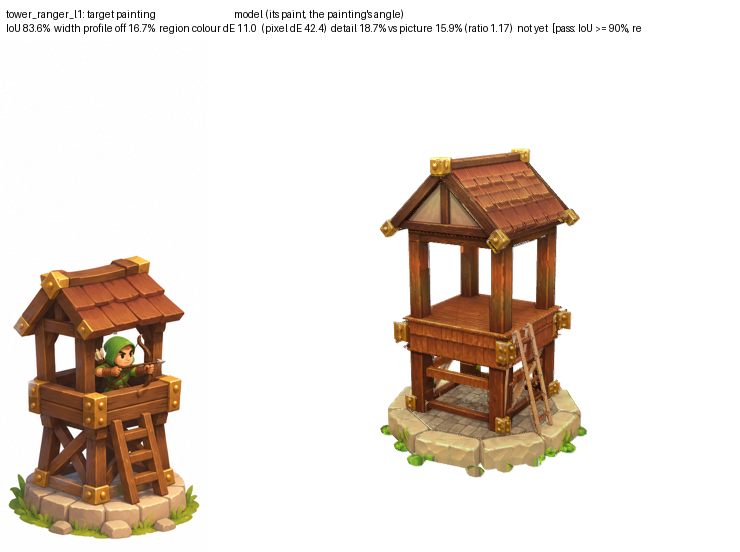 tower_ranger_l1: target painting
model (its paint, the painting's angle)
IoU 83.6% width profile off 16.7% region colour dE 11.0 (pixel dE 42.4) detail 18.7% vs picture 15.9% (ratio 1.17) not yet [pass: IoU >= 90%, re